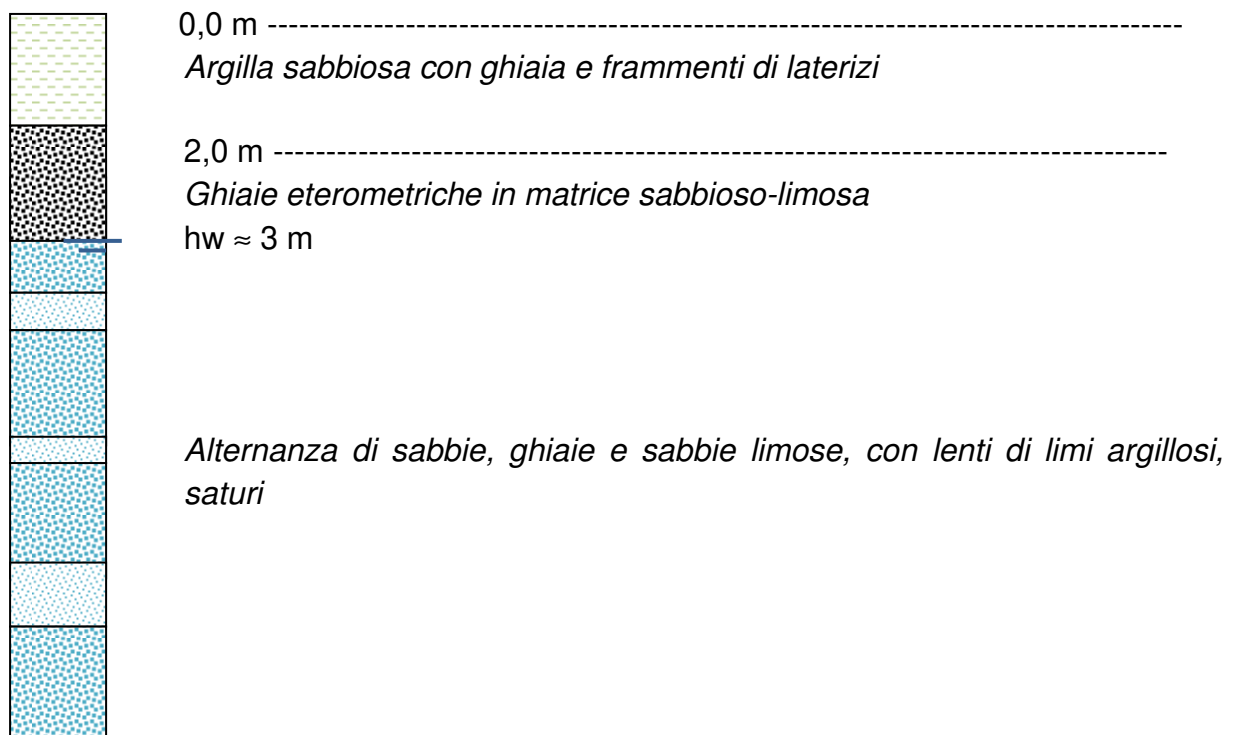 0,0 m ---------------------------------------------------------------------------------------
Argilla sabbiosa con ghiaia e frammenti di laterizi
2,0 m -------------------------------------------------------------------------------------
Ghiaie eterometriche in matrice sabbioso-limosa
hw ≈ 3 m
Alternanza di sabbie, ghiaie e sabbie limose, con lenti di limi argillosi,
saturi